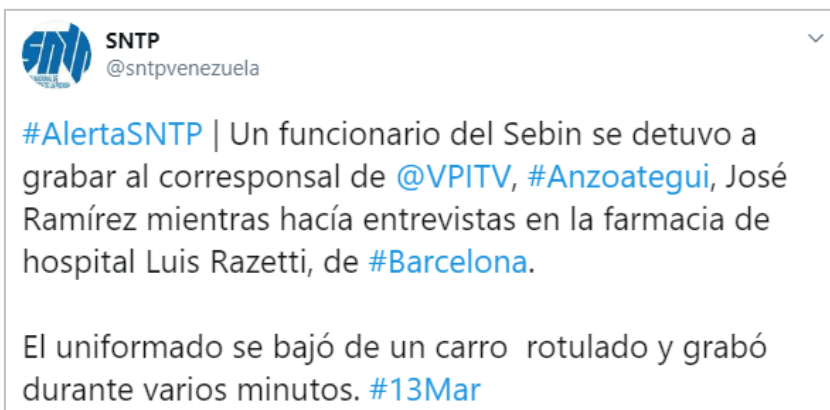 SNTP
@sntpvenezuela
#AlertaSNTP | Un funcionario del Sebin se detuvo a
grabar al corresponsal de @VPITV, #Anzoategui, José
Ramírez mientras hacía entrevistas en la farmacia de
hospital Luis Razetti, de #Barcelona.
El uniformado se bajó de un carro  rotulado y grabó
durante varios minutos. #13Mar